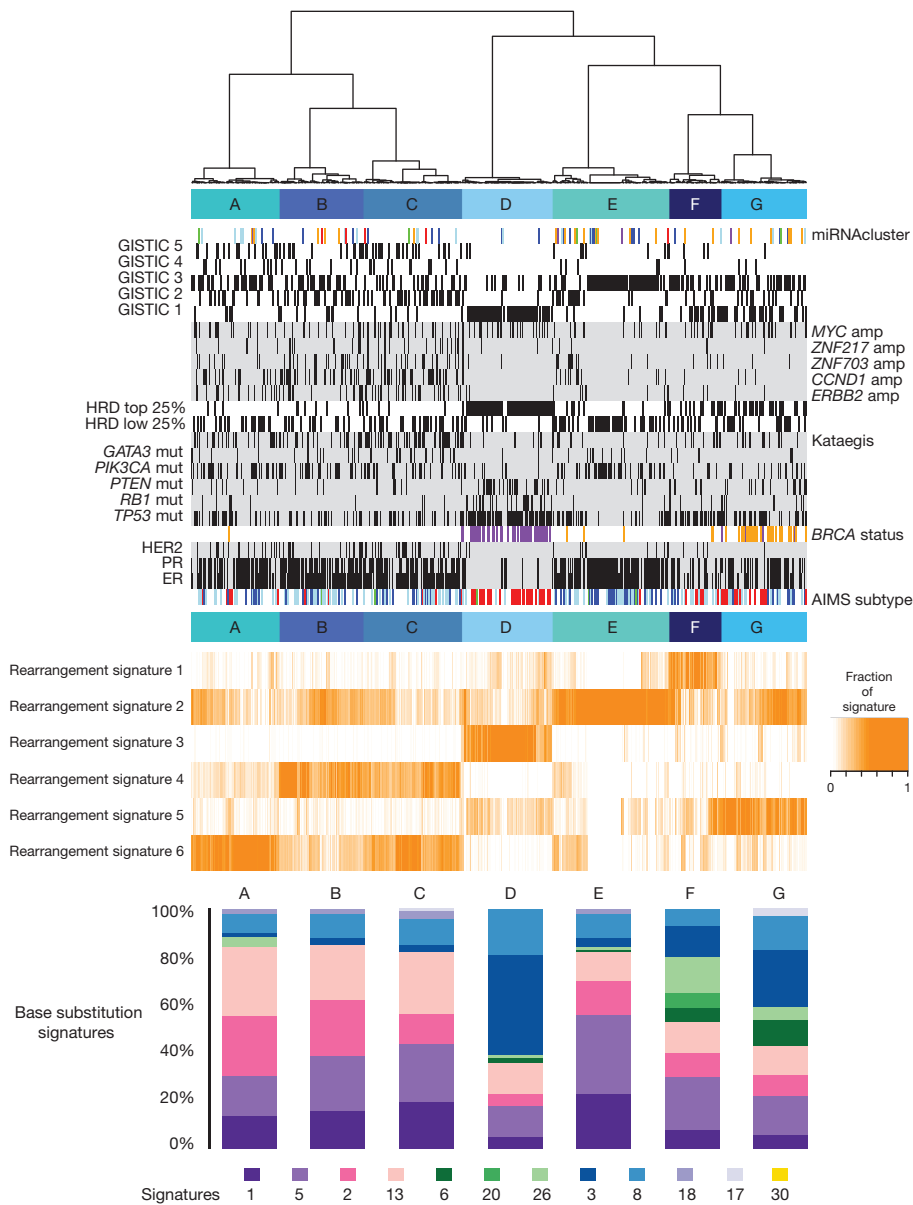 A B C D E F G
miRNAcluster
GISTIC 5
GISTIC 4
GISTIC 3
GISTIC 2
GISTIC 1
MYC amp
ZNF217 amp
ZNF703 amp
CCND1 amp
ERBB2 amp
HRD top 25%
HRD low 25%
Kataegis
GATA3 mut
PIK3CA mut
PTEN mut
RB1 mut
TP53 mut
BRCA status
HER2
PR
ER
AIMS subtype
A B C D E F G
Rearrangement signature 1
Rearrangement signature 2
Rearrangement signature 3
Rearrangement signature 4
Rearrangement signature 5
Rearrangement signature 6
Fraction
of
signature
0 1
A B C D E F G
100%
80%
60%
40%
20%
0%
Base substitution
signatures
Signatures 1 5 2 13 6 20 26 3 8 18 17 30